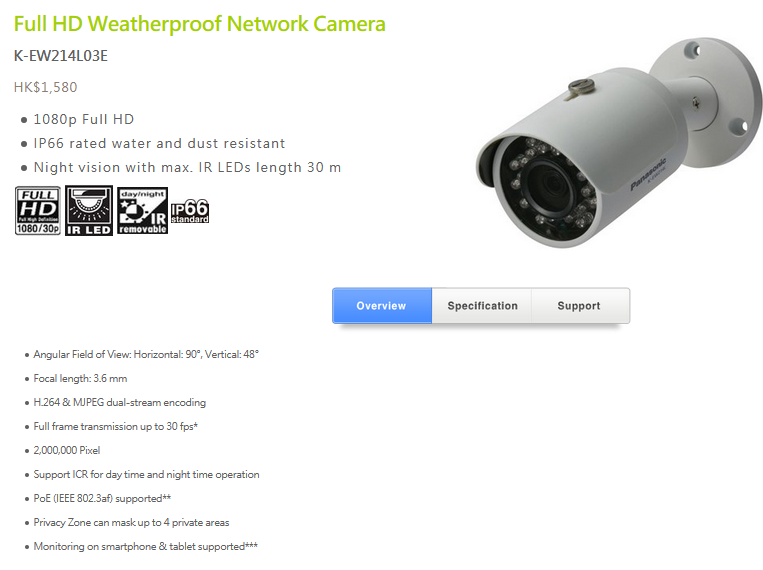 Full HD Weatherproof Network Camera
K-EW214L03E
HK$1,580
1080p Full HD
IP66 rated water and dust resistant
Night vision with max. IR LEDs length 30 m
FULL
HD
Full High Definition
1080/30p
IR LED
day/night
IR
removable
IP66
standard
Panasonic
Overview
Specification
Support
Angular Field of View: Horizontal: 90°, Vertical: 48°
Focal length: 3.6 mm
H.264 & MJPEG dual-stream encoding
Full frame transmission up to 30 fps*
2,000,000 Pixel
Support ICR for day time and night time operation
PoE (IEEE 802.3af) supported**
Privacy Zone can mask up to 4 private areas
Monitoring on smartphone & tablet supported***